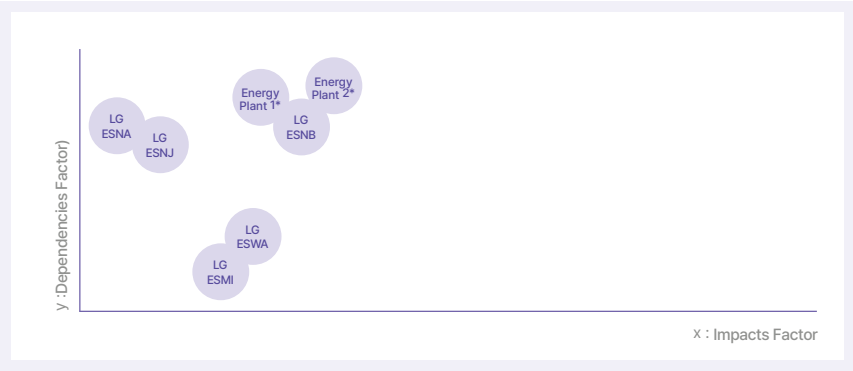 Energy
Plant 2*
Energy
Plant 1*
LG
ESNA
LG
ESNB
LG
ESNJ
LG
ESWA
LG
ESMI
y :Dependencies Factor)
x : Impacts Factor